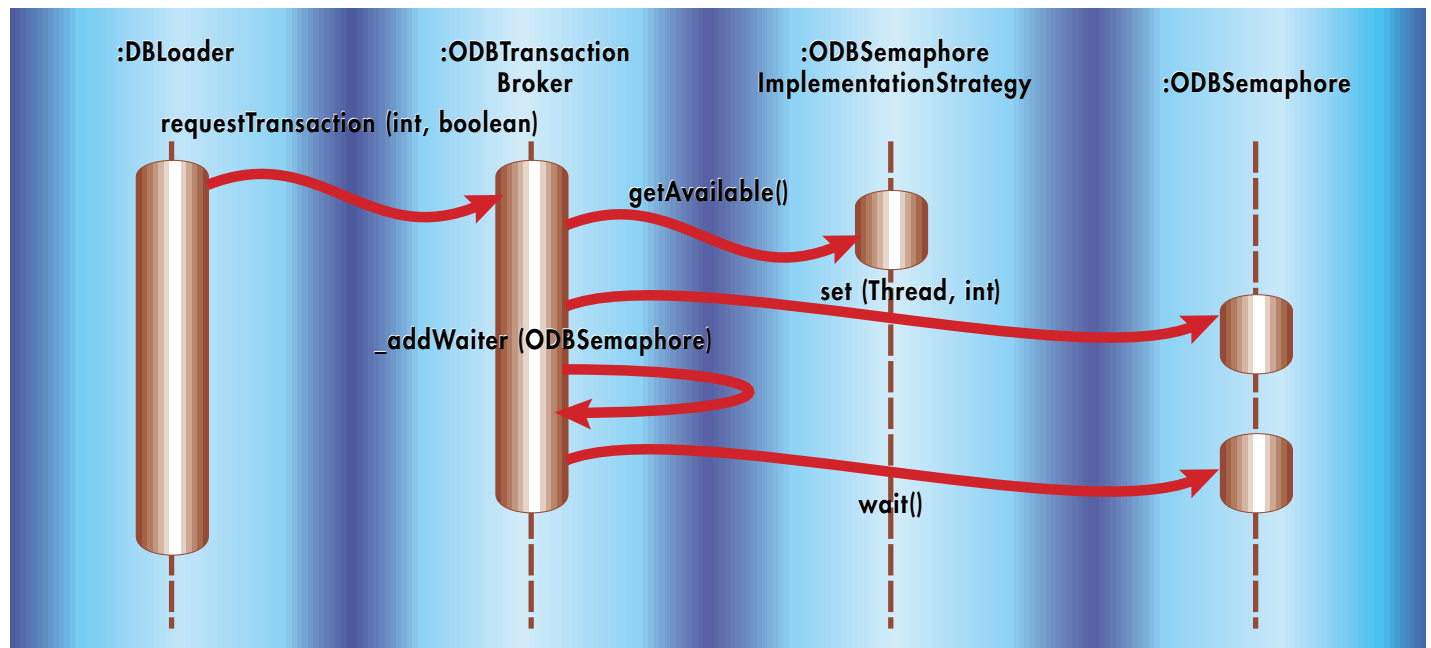 :DBLoader
:ODBTransaction
Broker
:ODBSemaphore
ImplementationStrategy
:ODBSemaphore
requestTransaction (int, boolean)
getAvailable()
set (Thread, int)
_addWaiter (ODBSemaphore)
wait()